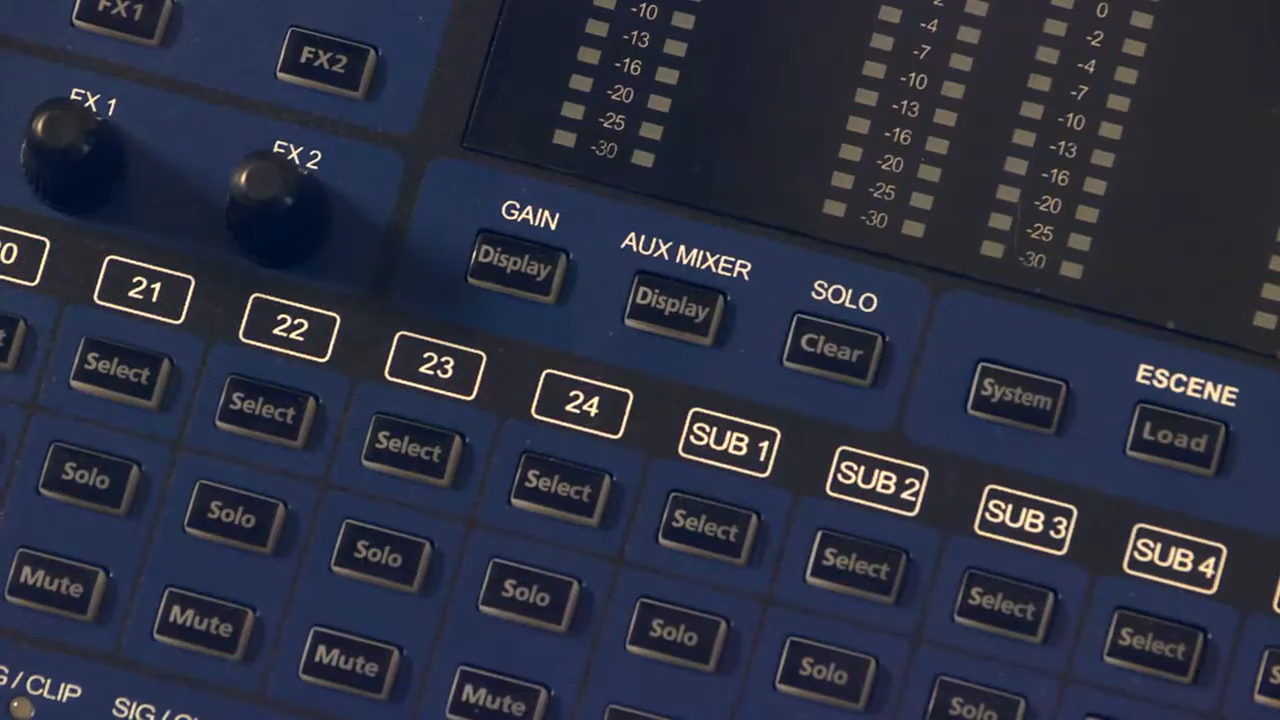 FX1
FX2
FX 1
FX 2
-10
-13
-16
-20
-25
-30
-4
-7
-10
-13
-16
-20
-25
-30
0
-2
-4
-7
-10
-13
-16
-20
-25
-30
GAIN
Display
AUX MIXER
Display
SOLO
Clear
System
ESCENE
Load
21
22
23
24
SUB 1
SUB 2
SUB 3
SUB 4
Select
Select
Select
Select
Select
Select
Select
Select
Solo
Solo
Solo
Solo
Solo
Solo
Solo
Mute
Mute
Mute
Mute
/ CLIP
SIG /